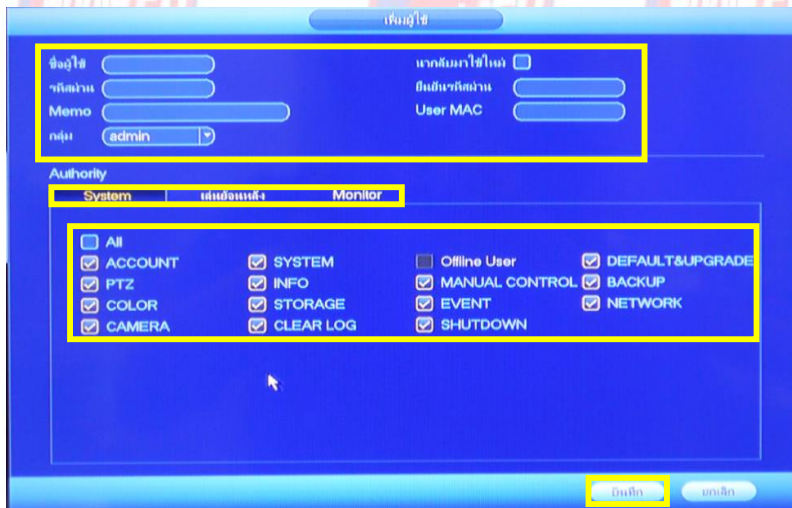 เพิ่มผู้ใช้
ชื่อผู้ใช้ นากลับมาใช้ใหม่
รหัสผ่าน ยืนยันรหัสผ่าน
Memo User MAC
กลุ่ม admin
Authority
System เล่นย้อนหลัง Monitor
All
ACCOUNT SYSTEM Offline User DEFAULT&UPGRADE
PTZ INFO MANUAL CONTROL BACKUP
COLOR STORAGE EVENT NETWORK
CAMERA CLEAR LOG SHUTDOWN
บันทึก ยกเลิก